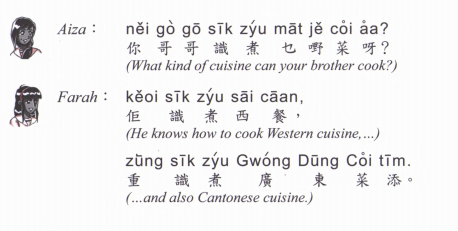 Aiza : něi gò gō sīk zýu māt jě cỏi åa?
你哥哥識煮乜嘢菜呀?
(What kind of cuisine can your brother cook?)
Farah : kěoi sīk zýu sāi cāan,
佢識煮西餐，
(He knows how to cook Western cuisine,...)
zūng sīk zýu Gwóng Dūng Cỏi tīm.
重識煮廣東菜添。
(...and also Cantonese cuisine.)